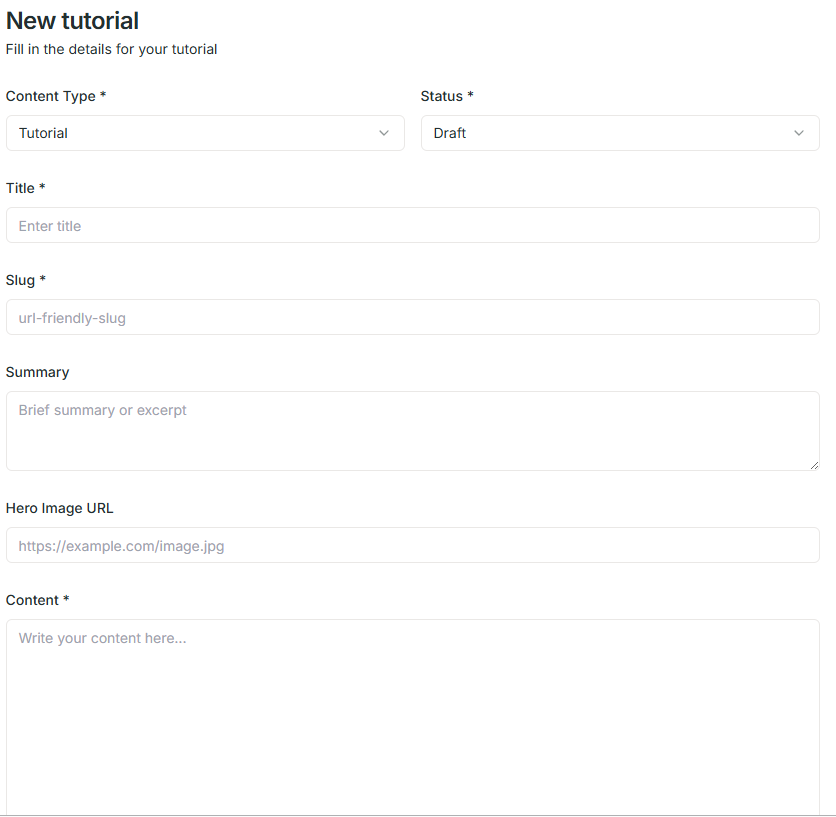 New tutorial
Fill in the details for your tutorial
Content Type * Status *
Tutorial Draft
Title *
Enter title
Slug *
url-friendly-slug
Summary
Brief summary or excerpt
Hero Image URL
https://example.com/image.jpg
Content *
Write your content here...